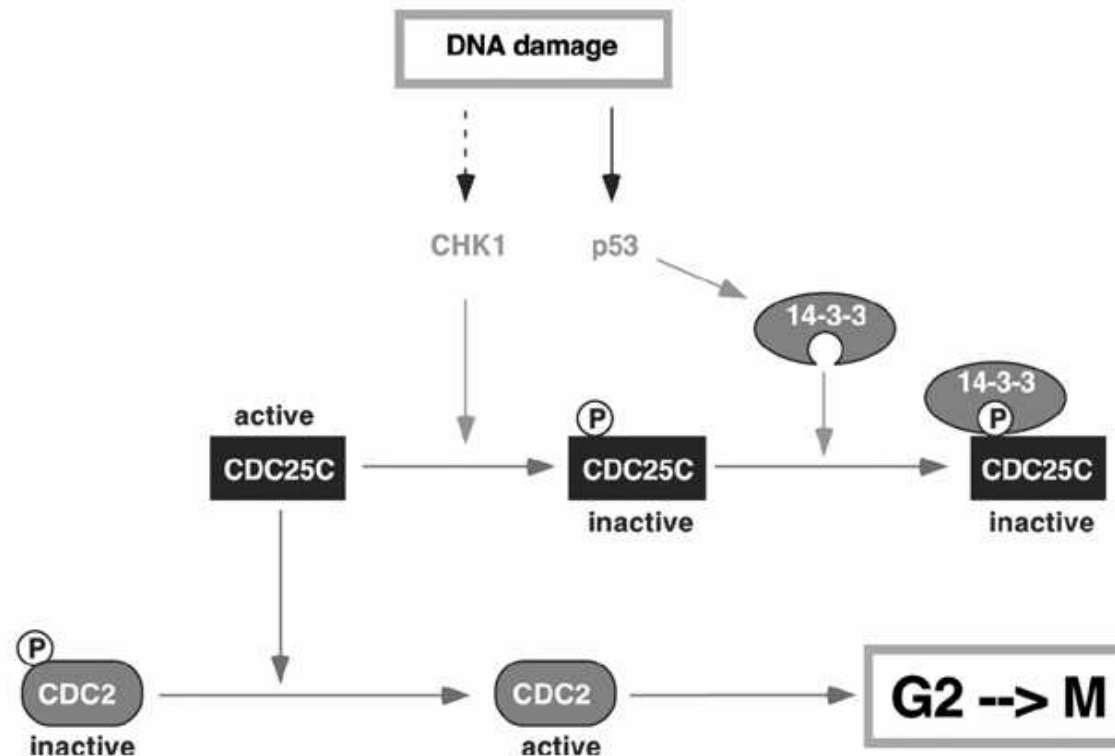 DNA damage
CHK1
p53
14-3-3
14-3-3
P
P
active
CDC25C
CDC25C
CDC25C
inactive
inactive
P
CDC2
CDC2
G2 --> M
inactive
active